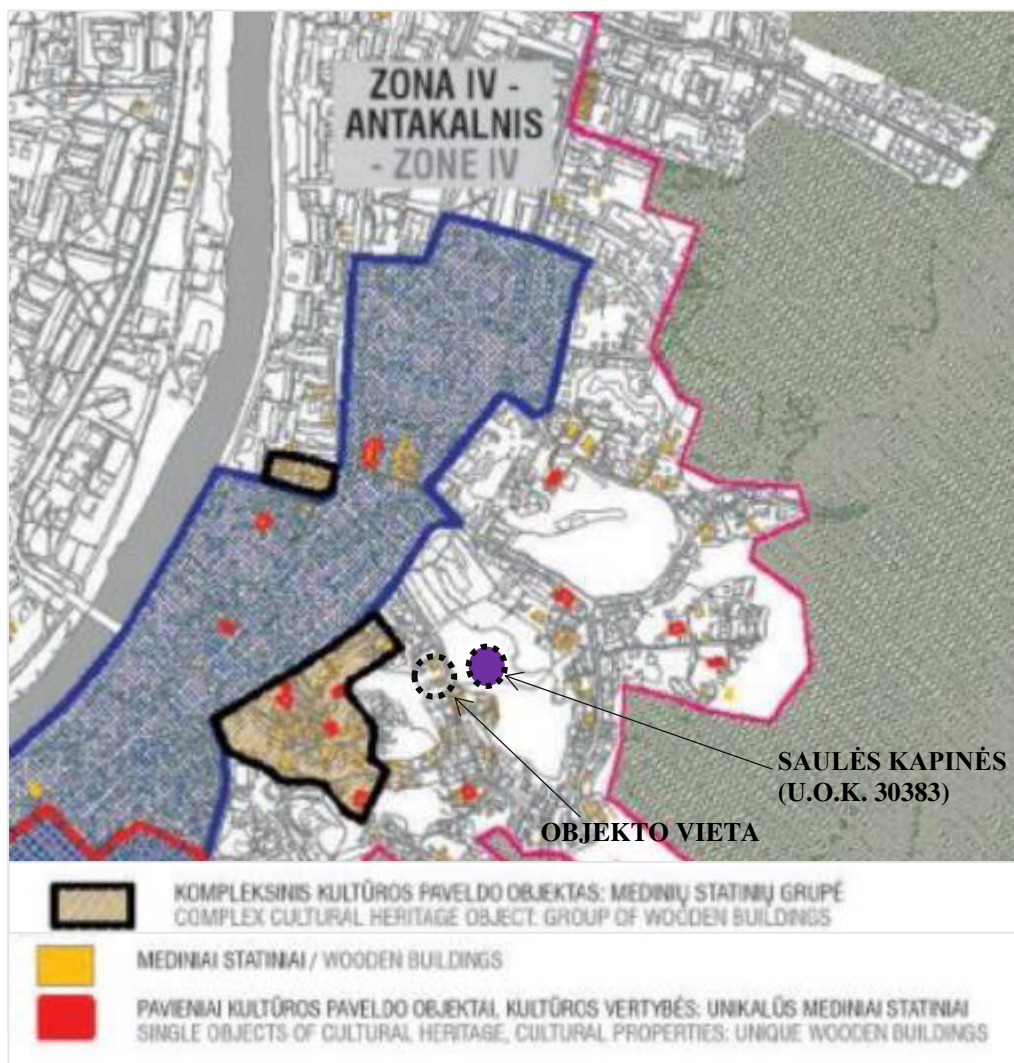 ZONA IV -
ANTAKALNIS
- ZONE IV
SAULĖS KAPINĖS
(U.O.K. 30383)
OBJEKTO VIETA
KOMPLEKSINIS KULTŪROS PAVELDO OBJEKTAS: MEDINIŲ STATINIŲ GRUPĖ
COMPLEX CULTURAL HERITAGE OBJECT: GROUP OF WOODEN BUILDINGS
MEDINIAI STATINIAI / WOODEN BUILDINGS
PAVIENIAI KULTŪROS PAVELDO OBJEKTAI, KULTŪROS VERTYBĖS: UNIKALŪS MEDINIAI STATINIAI
SINGLE OBJECTS OF CULTURAL HERITAGE, CULTURAL PROPERTIES: UNIQUE WOODEN BUILDINGS